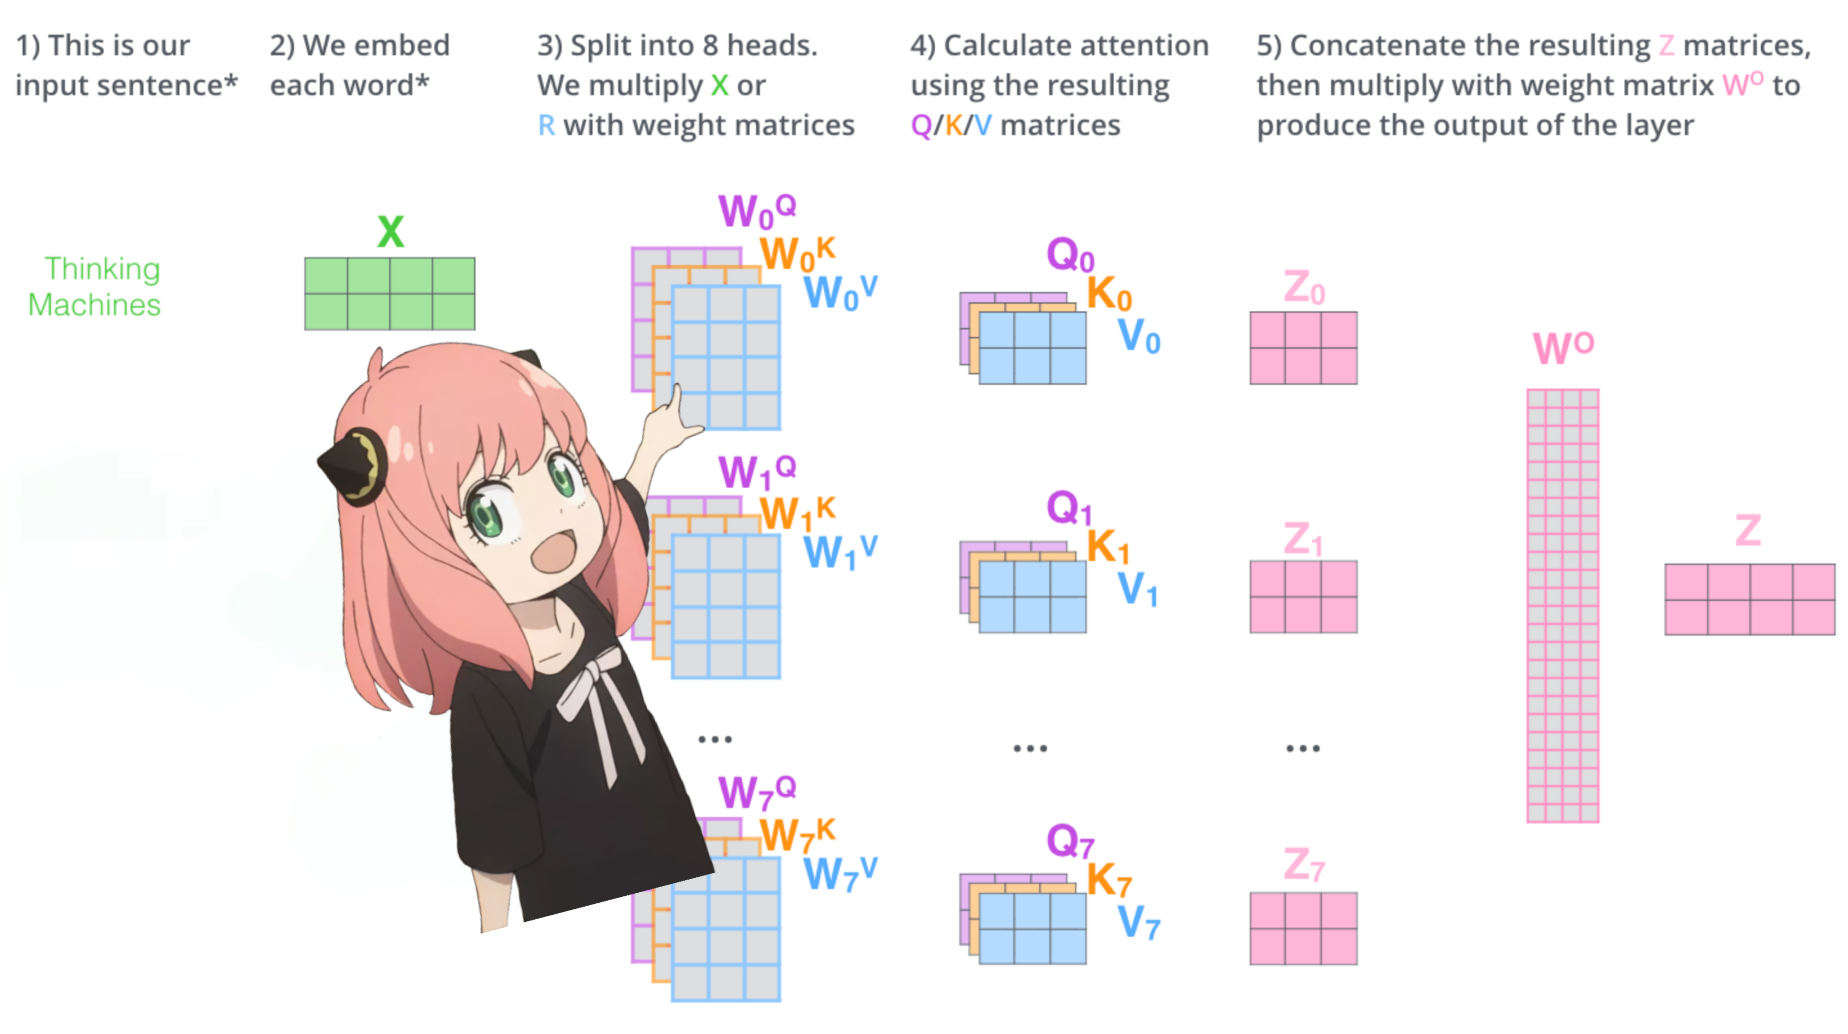 1) This is our
input sentence*
2) We embed
each word*
3) Split into 8 heads.
We multiply X or
R with weight matrices
4) Calculate attention
using the resulting
Q/K/V matrices
5) Concatenate the resulting Z matrices,
then multiply with weight matrix Wᴼ to
produce the output of the layer
Thinking
Machines
X
W₀Q
W₀K
W₀V
Q₀
K₀
V₀
Z₀
Wᴼ
W₁Q
W₁K
W₁V
Q₁
K₁
V₁
Z₁
Z
...
...
...
W₇Q
W₇K
W₇V
Q₇
K₇
V₇
Z₇